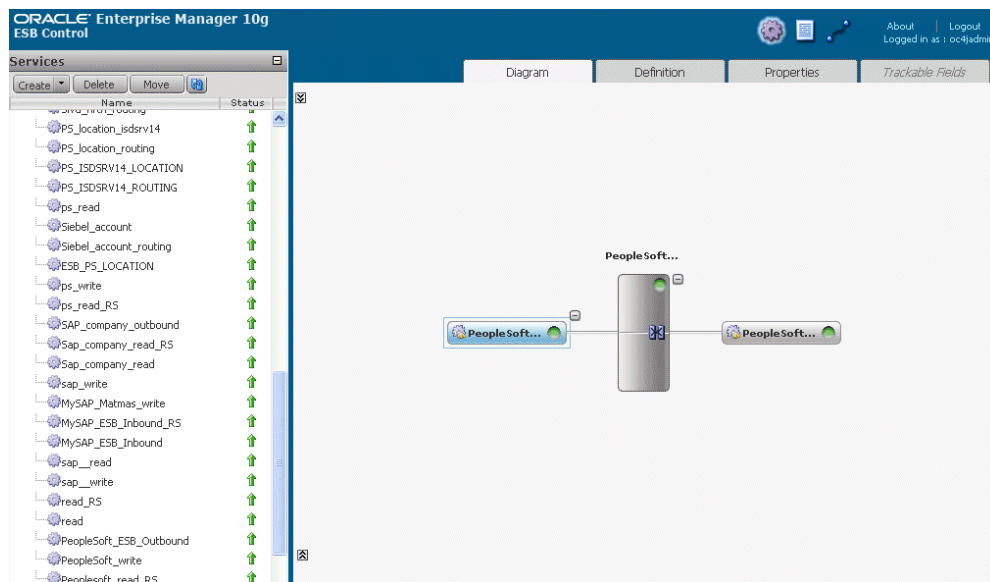 ORACLE Enterprise Manager 10g
ESB Control
About | Logout
Logged in as : oc4jadmi
Services
Create Delete Move
Name Status
Diagram Definition Properties Trackable Fields
PS_location_isdsrv14
PS_location_routing
PS_ISDSRV14_LOCATION
PS_ISDSRV14_ROUTING
ps_read
Siebel_account
Siebel_account_routing
ESB_PS_LOCATION
ps_write
ps_read_RS
SAP_company_outbound
Sap_company_read_RS
Sap_company_read
sap_write
MySAP_Matmas_write
MySAP_ESB_Inbound_RS
MySAP_ESB_Inbound
sap__read
sap__write
read_RS
read
PeopleSoft_ESB_Outbound
PeopleSoft_write
Peoplesoft_read_RS
PeopleSoft...
PeopleSoft...
PeopleSoft...